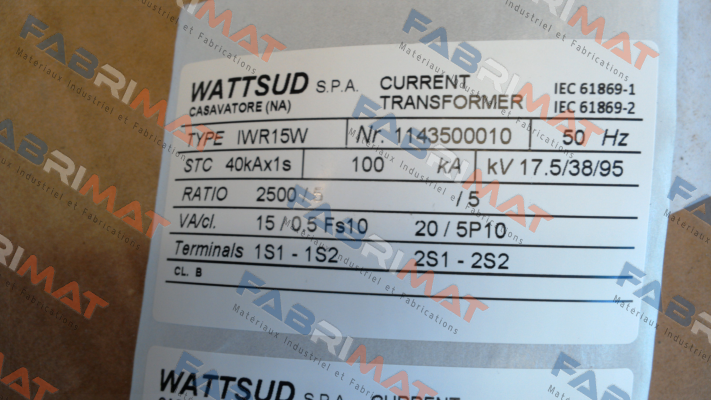 WATTSUD S.P.A. CURRENT TRANSFORMER IEC 61869-1
CASAVATORE (NA) IEC 61869-2
TYPE IWR15W Nr. 1143500010 50 Hz
STC 40kAx1s 100 kA kV 17.5/38/95
RATIO 2500 / 5 / 5
VA/cl. 15 / 0,5 Fs10 20 / 5P10
Terminals 1S1 - 1S2 2S1 - 2S2
CL. B
WATTSUD S.P.A. CURRENT
FABRIMAT
Materiaux Industriel et Fabrications